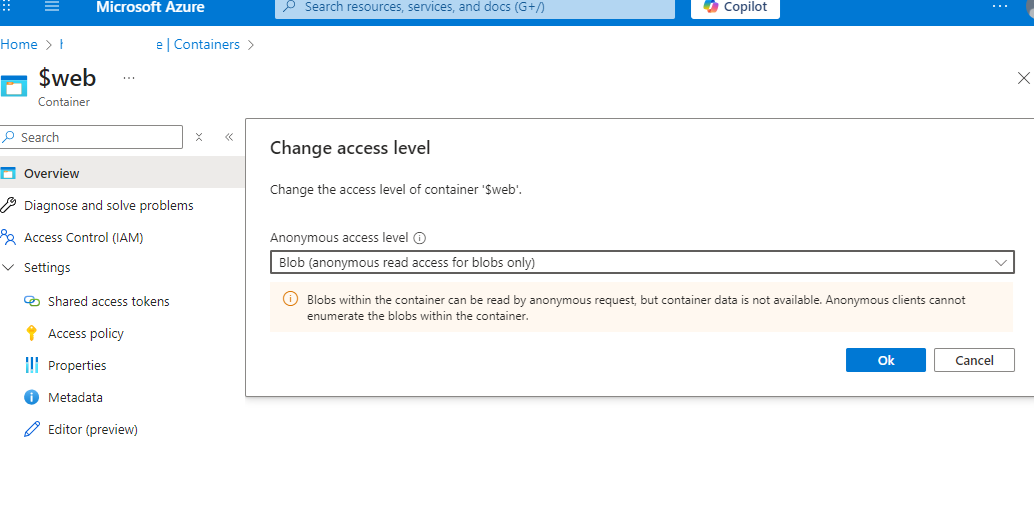 Microsoft Azure
Search resources, services, and docs (G+/)
Copilot
...
Home > e | Containers >
$web ...
Container
Search
Overview
Diagnose and solve problems
Access Control (IAM)
Settings
Shared access tokens
Access policy
Properties
Metadata
Editor (preview)
Change access level
Change the access level of container '$web'.
Anonymous access level
Blob (anonymous read access for blobs only)
Blobs within the container can be read by anonymous request, but container data is not available. Anonymous clients cannot
enumerate the blobs within the container.
Ok
Cancel